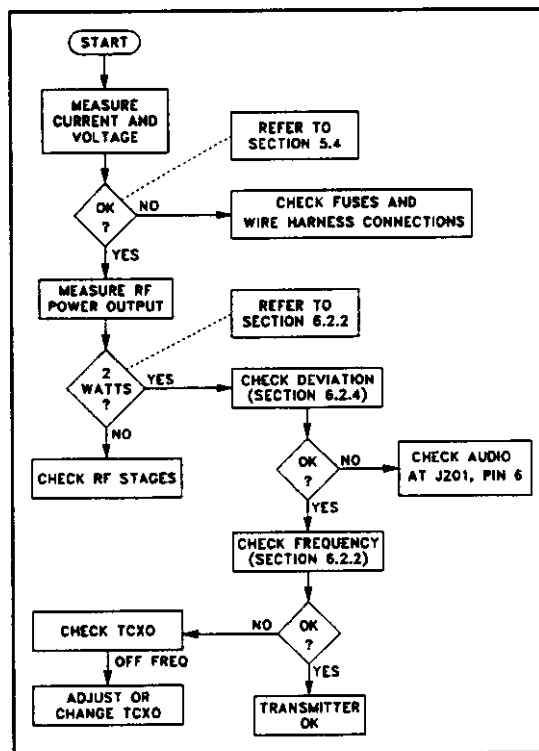 START
MEASURE
CURRENT AND
VOLTAGE
REFER TO
SECTION 5.4
OK
?
NO
CHECK FUSES AND
WIRE HARNESS CONNECTIONS
YES
MEASURE RF
POWER OUTPUT
REFER TO
SECTION 6.2.2
2
WATTS
?
YES
CHECK DEVIATION
(SECTION 6.2.4)
NO
CHECK RF STAGES
OK
?
NO
CHECK AUDIO
AT J201, PIN 6
YES
CHECK FREQUENCY
(SECTION 6.2.2)
OK
?
NO
CHECK TCXO
OFF FREQ
ADJUST OR
CHANGE TCXO
YES
TRANSMITTER
OK